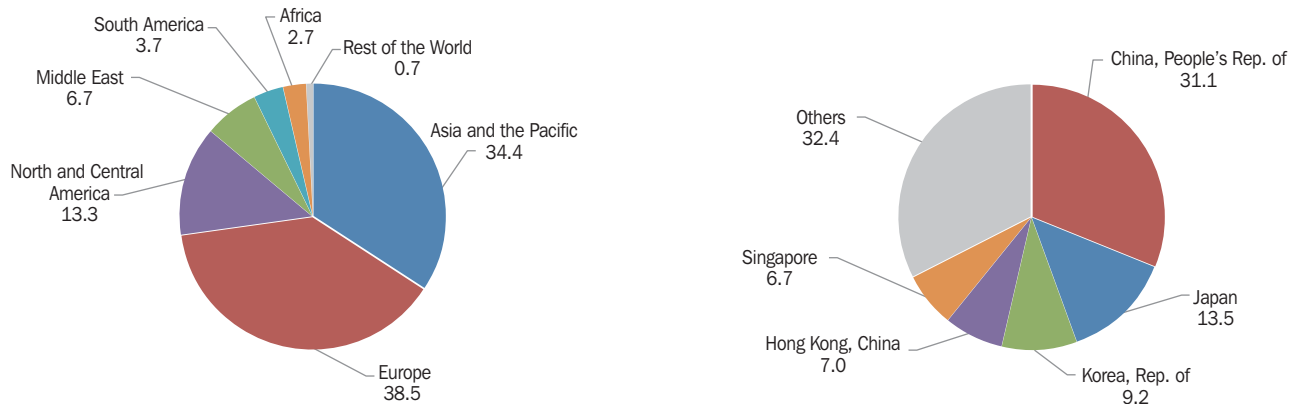 South America
3.7
Africa
2.7
Rest of the World
0.7
Middle East
6.7
Asia and the Pacific
34.4
North and Central
America
13.3
Europe
38.5
China, People's Rep. of
31.1
Others
32.4
Singapore
6.7
Japan
13.5
Hong Kong, China
7.0
Korea, Rep. of
9.2